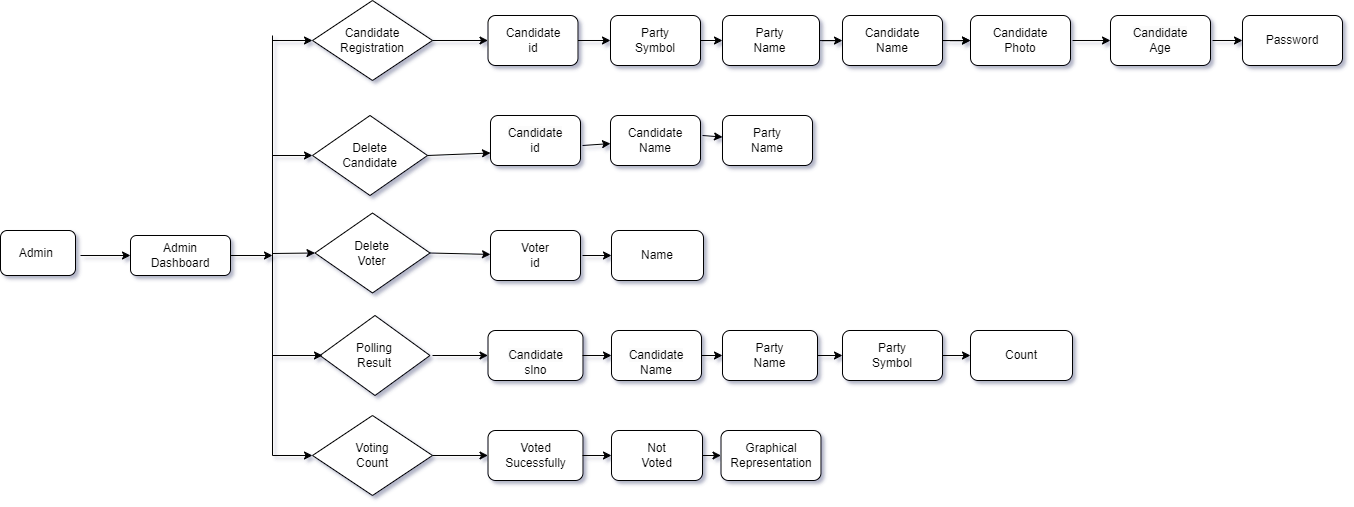 Candidate
Registration
Candidate
id
Party
Symbol
Party
Name
Candidate
Name
Candidate
Photo
Candidate
Age
Password
Delete
Candidate
Candidate
id
Candidate
Name
Party
Name
Admin
Admin
Dashboard
Delete
Voter
Voter
id
Name
Polling
Result
Candidate
slno
Candidate
Name
Party
Name
Party
Symbol
Count
Voting
Count
Voted
Sucessfully
Not
Voted
Graphical
Representation